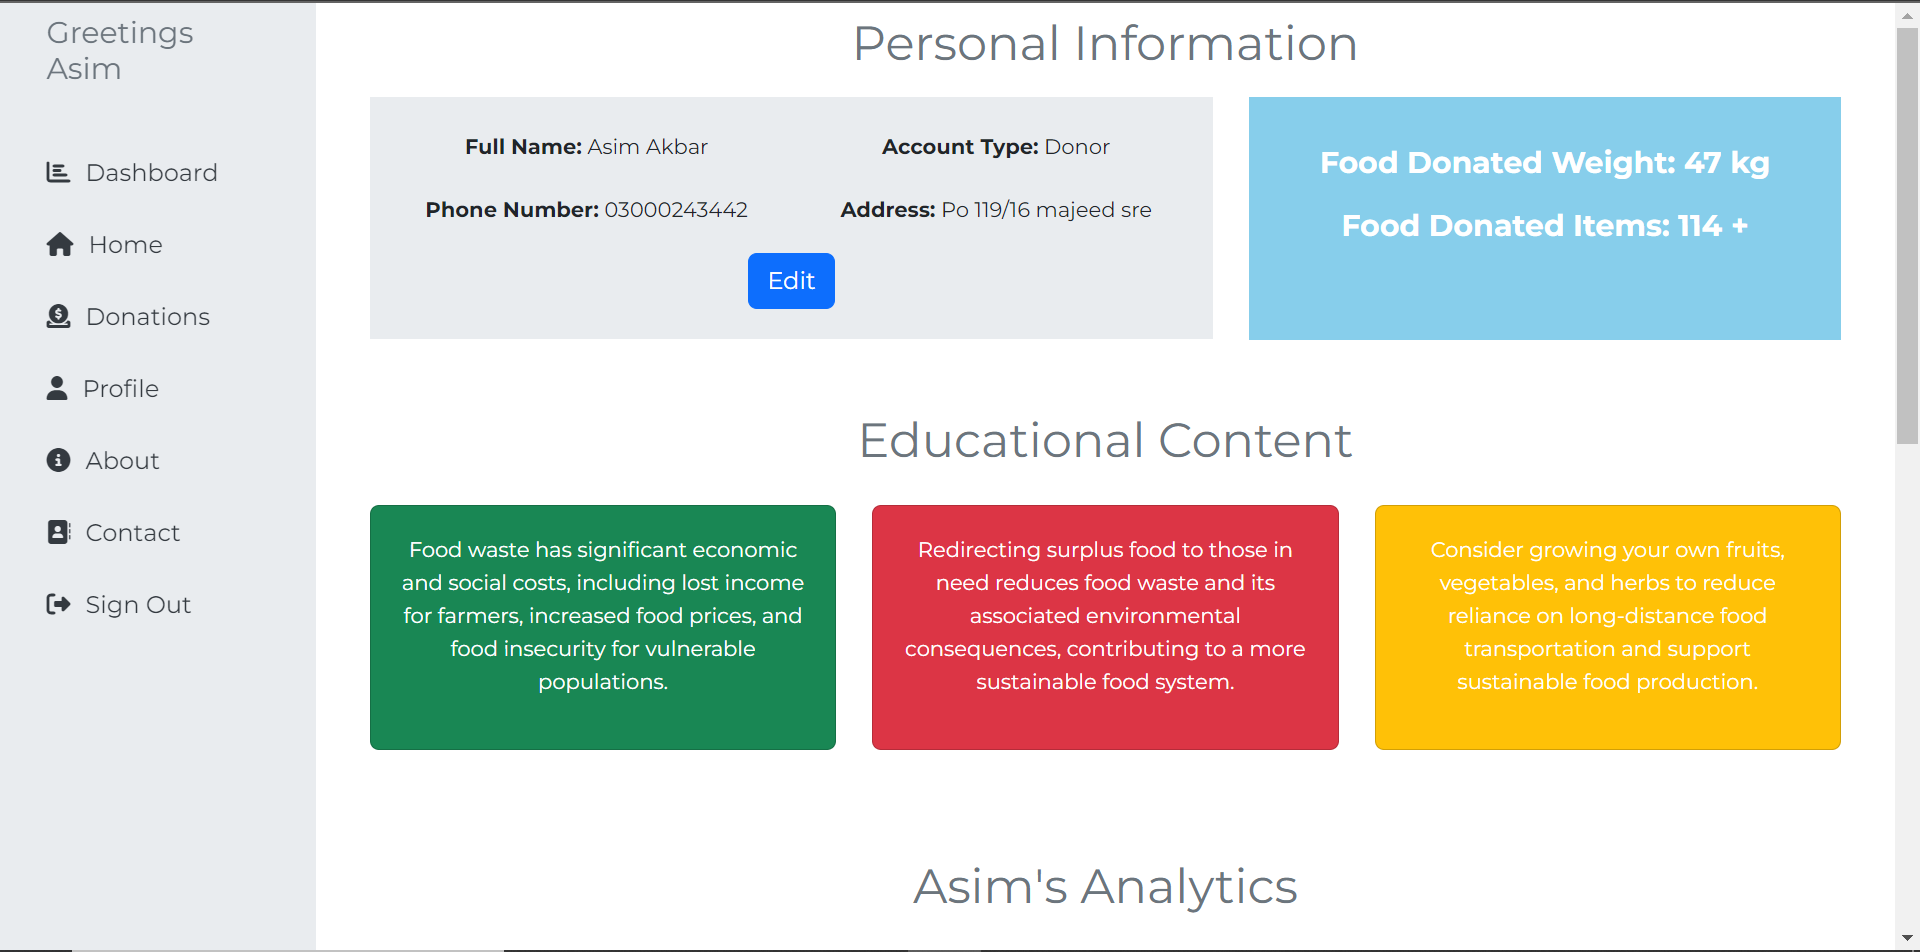 Greetings
Asim
Dashboard
Home
Donations
Profile
About
Contact
Sign Out
Personal Information
Full Name: Asim Akbar
Account Type: Donor
Phone Number: 03000243442
Address: Po 119/16 majeed sre
Edit
Food Donated Weight: 47 kg
Food Donated Items: 114 +
Educational Content
Food waste has significant economic
and social costs, including lost income
for farmers, increased food prices, and
food insecurity for vulnerable
populations.
Redirecting surplus food to those in
need reduces food waste and its
associated environmental
consequences, contributing to a more
sustainable food system.
Consider growing your own fruits,
vegetables, and herbs to reduce
reliance on long-distance food
transportation and support
sustainable food production.
Asim's Analytics